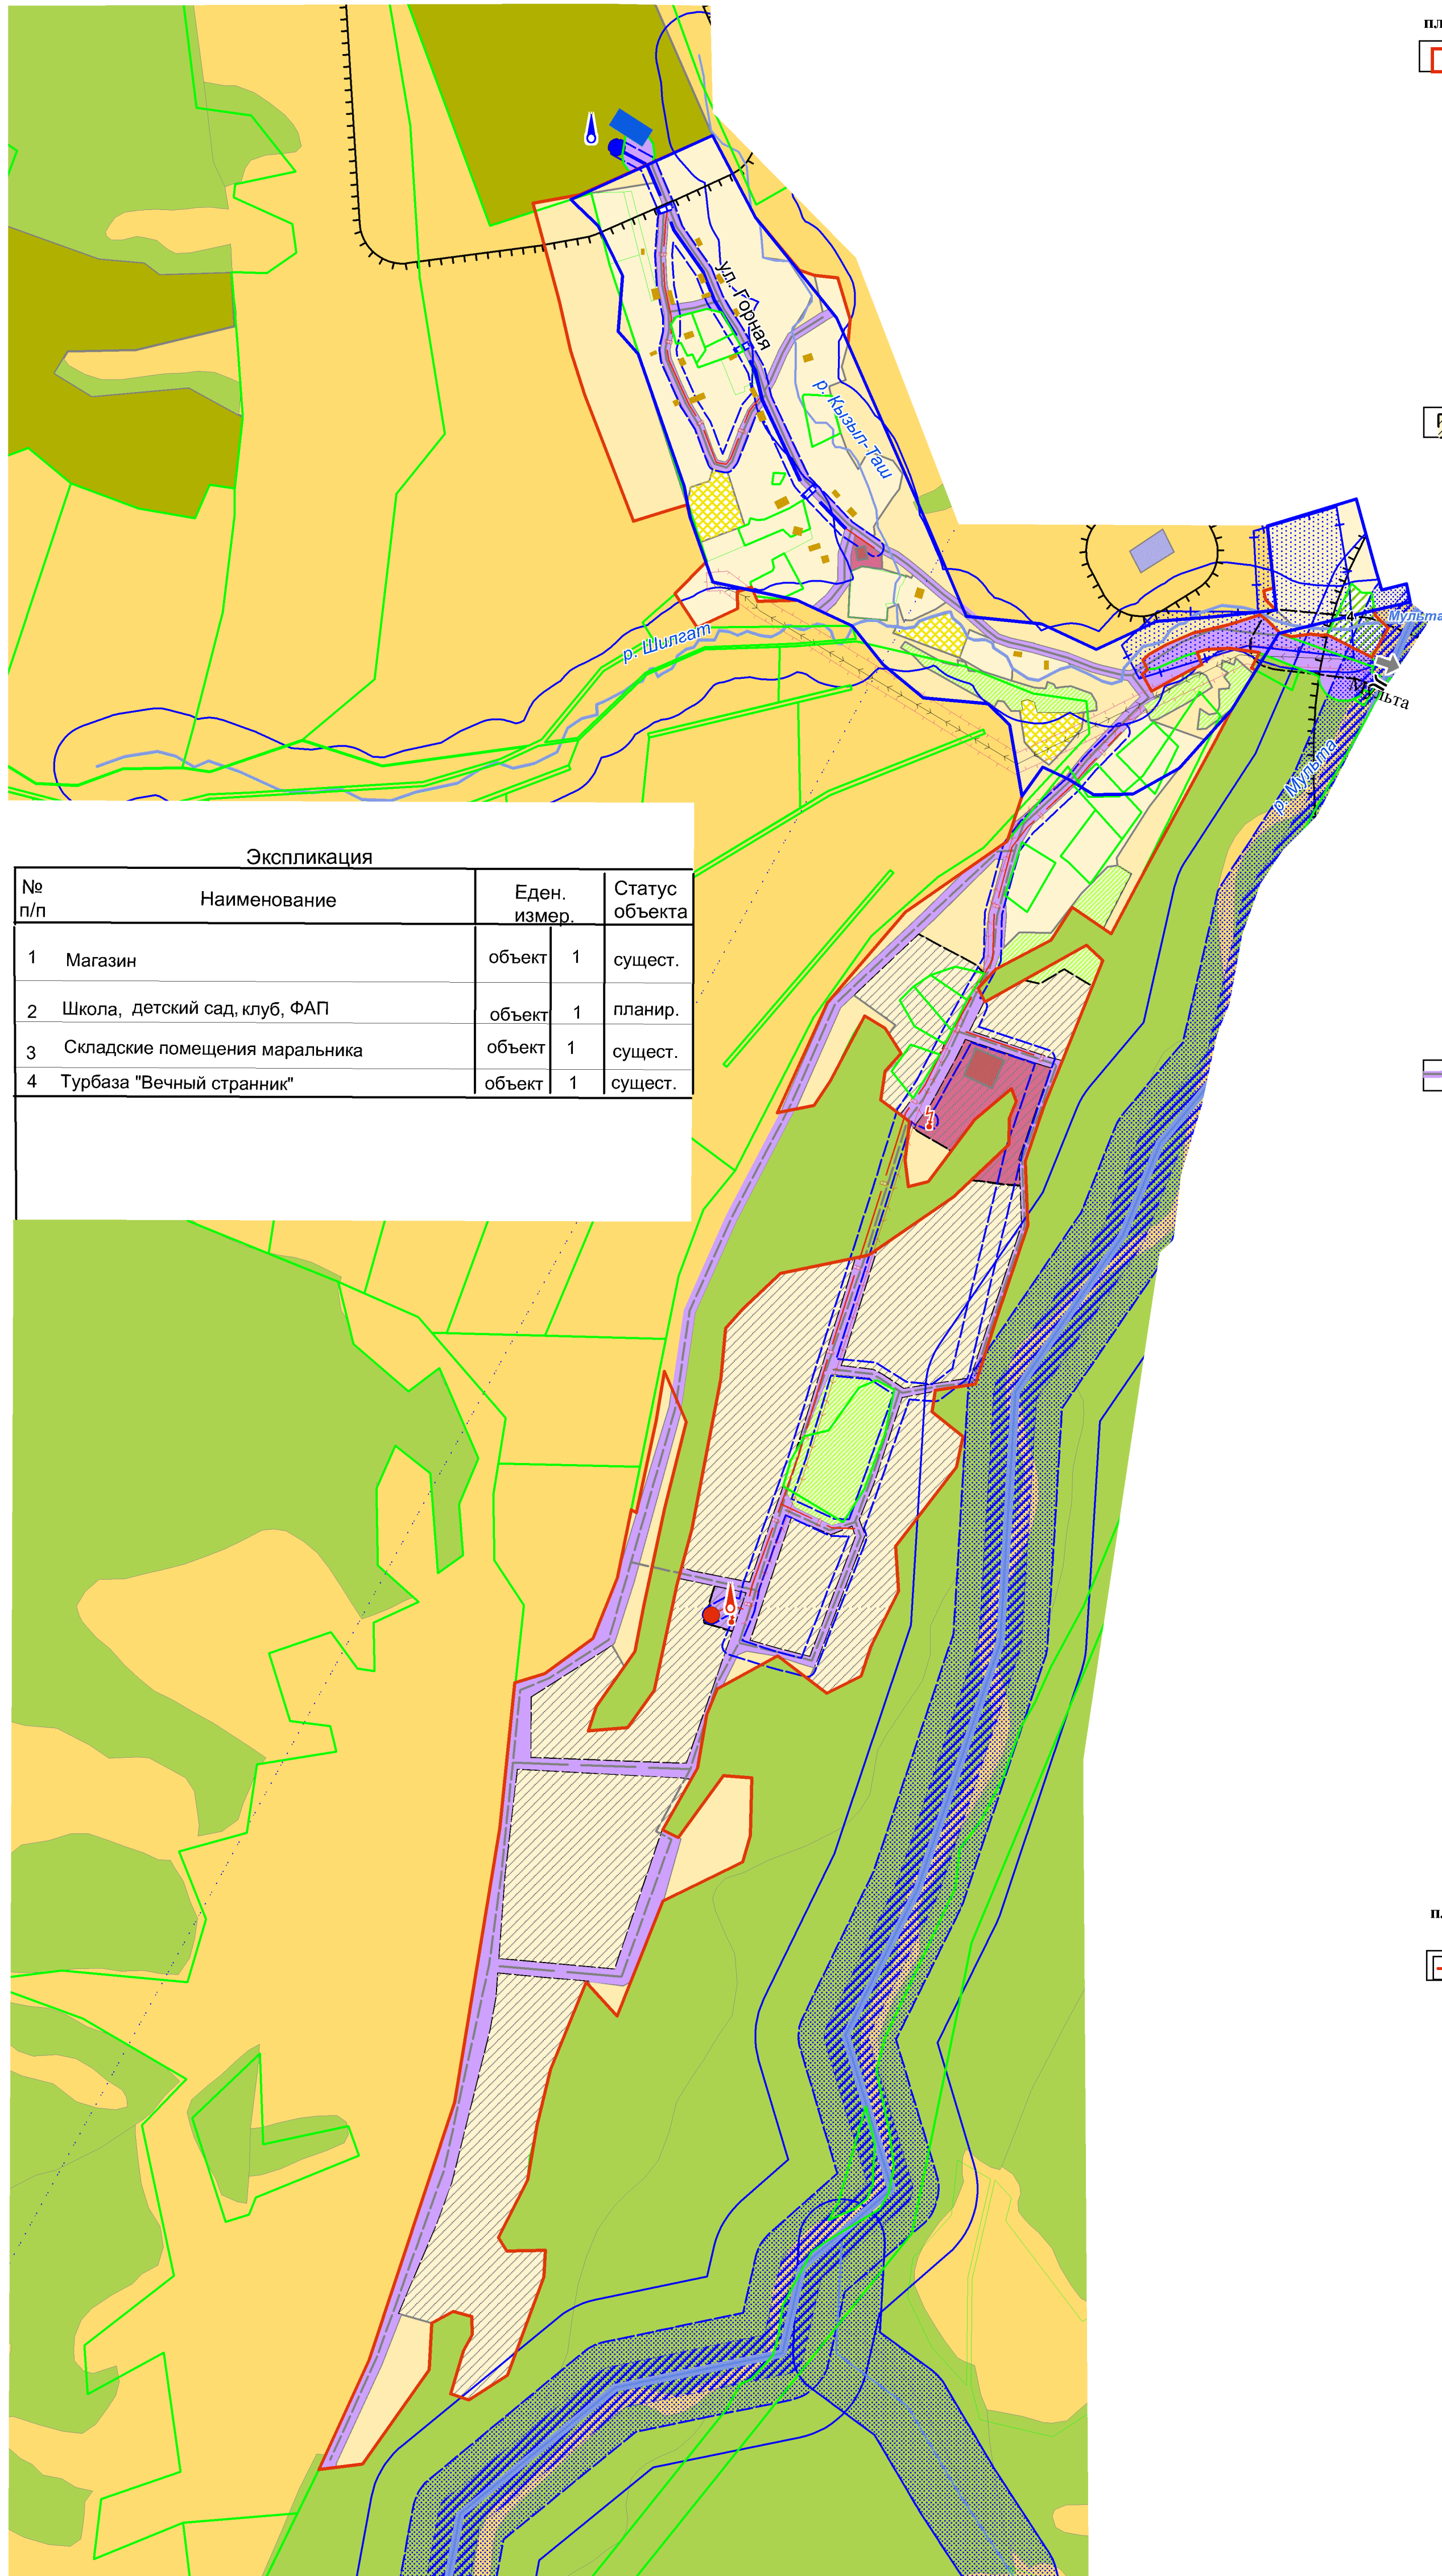 ул. Горная
р. Кызыл-Таш
р. Шилгат
4
Мульта
Мульта
р. Мульта
Экспликация
№ п/п Наименование Еден. измер. Статус объекта
1 Магазин объект 1 сущест.
2 Школа, детский сад, клуб, ФАП объект 1 планир.
3 Складские помещения маральника объект 1 сущест.
4 Турбаза "Вечный странник" объект 1 сущест.